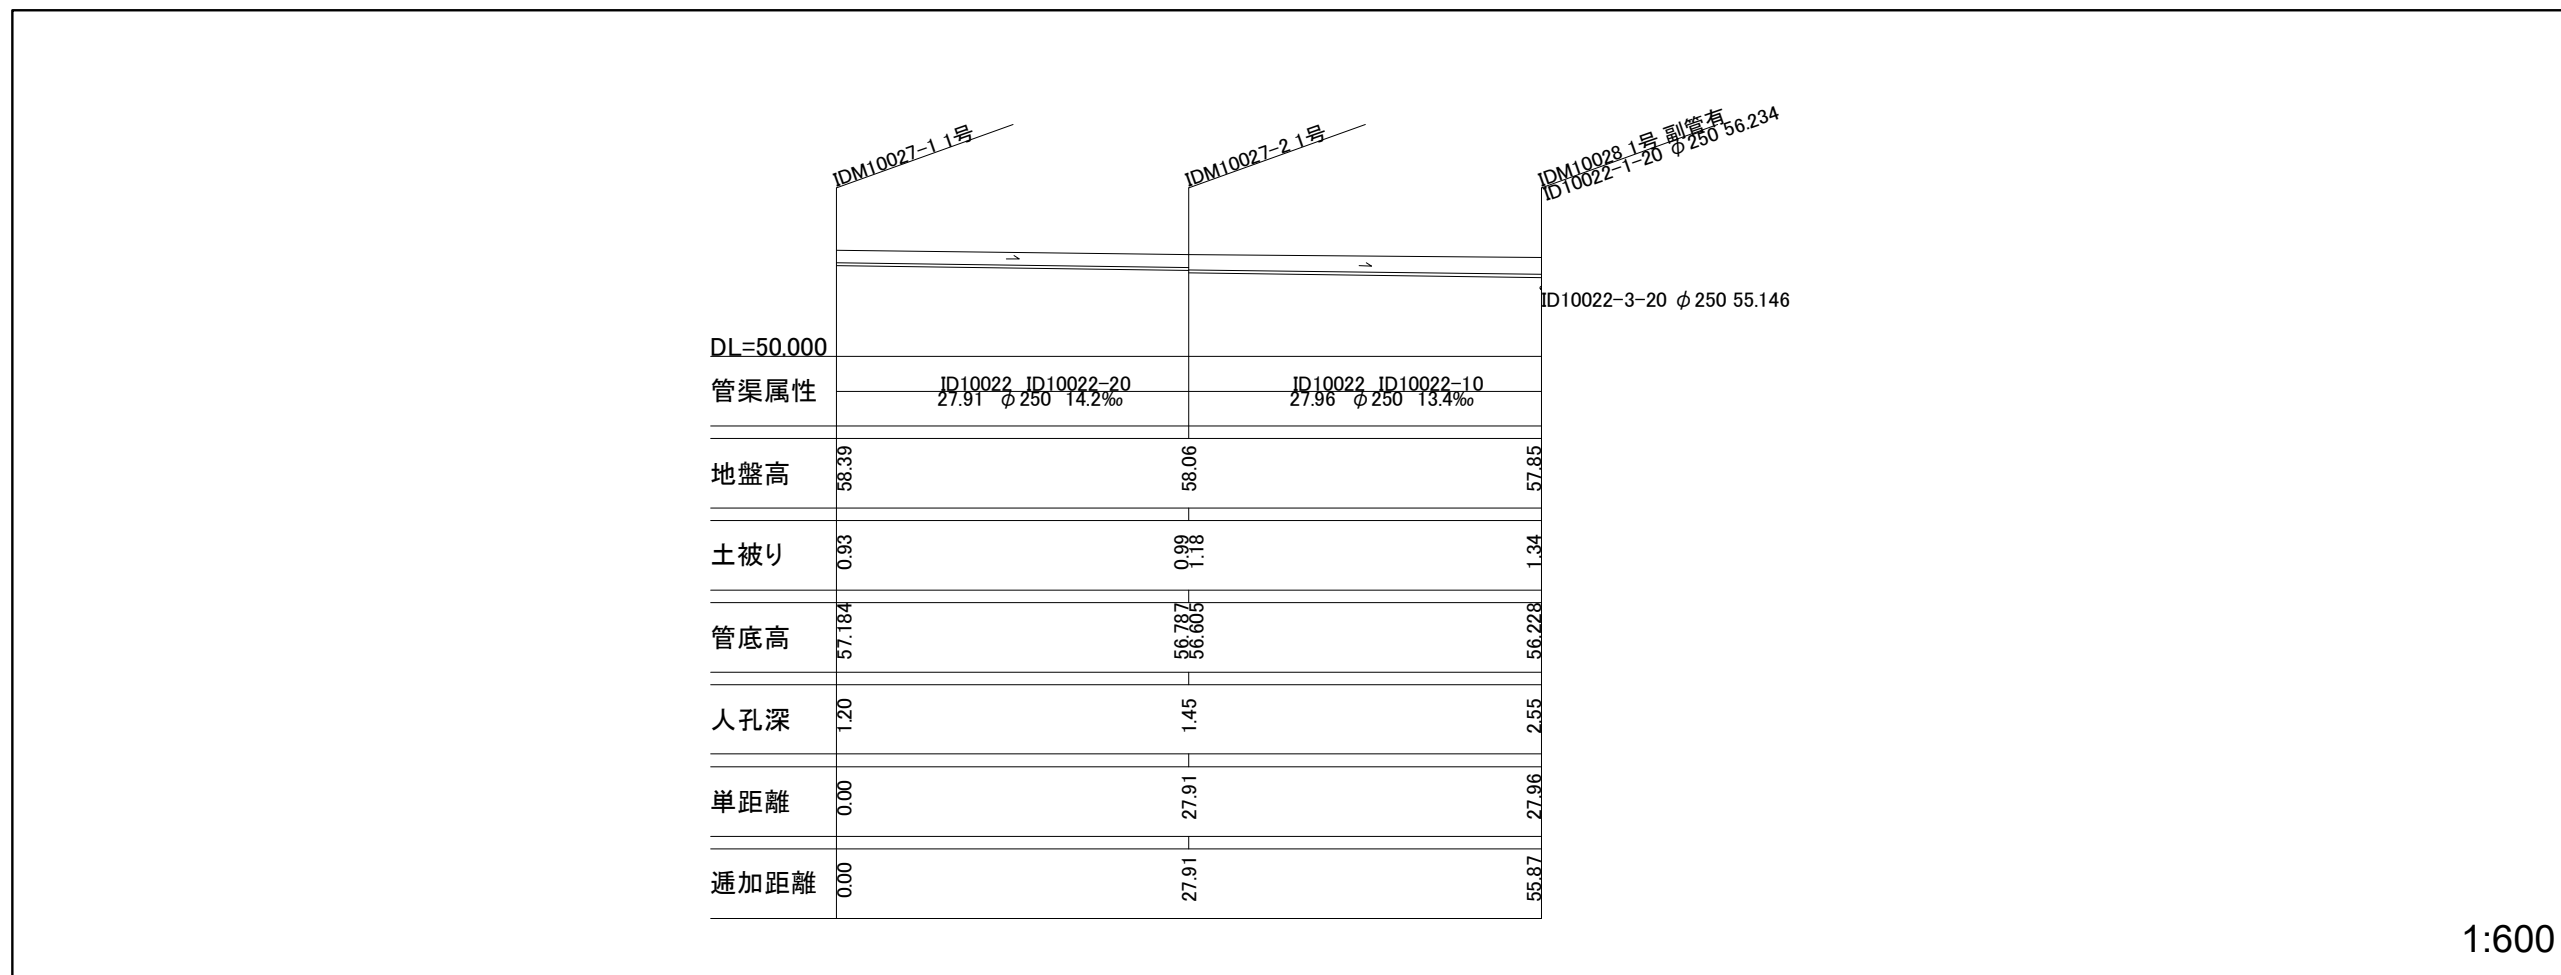 IDM10027-1 1号
IDM10027-2 1号
IDM10028 1号 副管有
ID10022-1-20 φ250 56.234
ID10022-3-20 φ250 55.146
DL=50.000
管渠属性
ID10022 ID10022-20
27.91 φ250 14.2‰
ID10022 ID10022-10
27.96 φ250 13.4‰
地盤高 58.39 58.06 57.85
土被り 0.93 0.99 1.18 1.34
管底高 57.184 56.787 56.605 56.228
人孔深 1.20 1.45 2.55
単距離 0.00 27.91 27.96
逓加距離 0.00 27.91 55.87
1:600